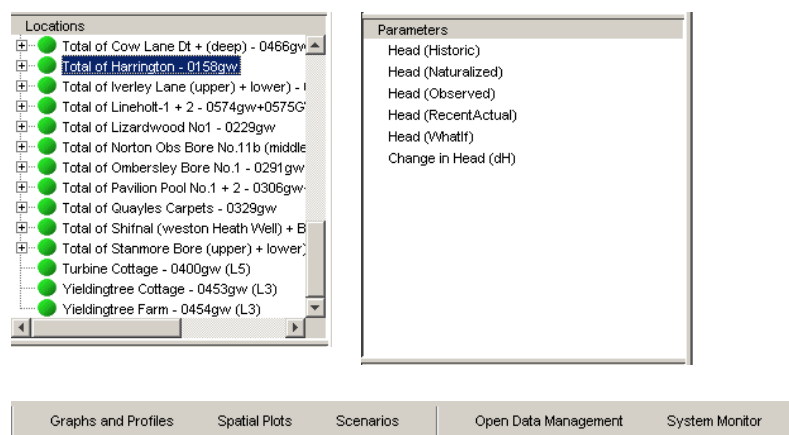 Locations
Total of Cow Lane Dt + (deep) - 0466gw
Total of Harrington - 0158gw
Total of Iverley Lane (upper) + lower) -
Total of Lineholt-1 + 2 - 0574gw+0575G
Total of Lizardwood No1 - 0229gw
Total of Norton Obs Bore No.11b (middle
Total of Ombersley Bore No.1 - 0291gw
Total of Pavilion Pool No.1 + 2 - 0306gw-
Total of Quayles Carpets - 0329gw
Total of Shifnal (weston Heath Well) + B
Total of Stanmore Bore (upper) + lower)
Turbine Cottage - 0400gw (L5)
Yieldingtree Cottage - 0453gw (L3)
Yieldingtree Farm - 0454gw (L3)
Parameters
Head (Historic)
Head (Naturalized)
Head (Observed)
Head (RecentActual)
Head (WhatIf)
Change in Head (dH)
Graphs and Profiles Spatial Plots Scenarios Open Data Management System Monitor